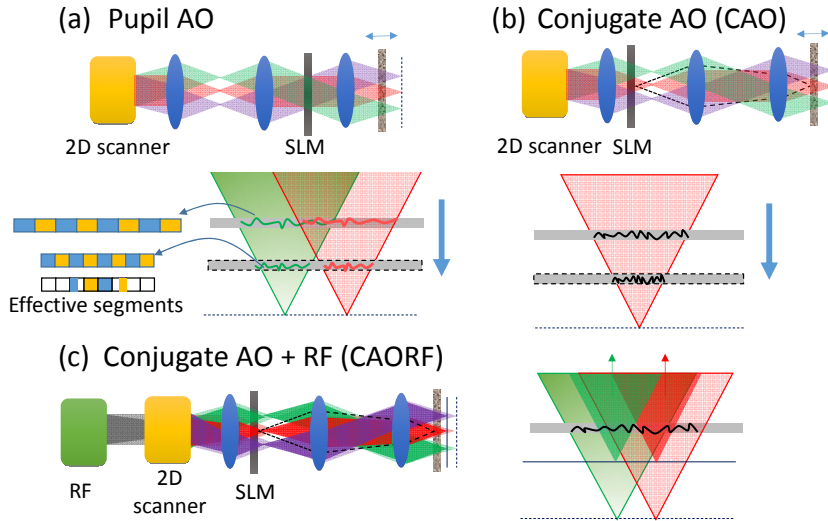 (a) Pupil AO
2D scanner
SLM
Effective segments
(b) Conjugate AO (CAO)
2D scanner
SLM
(c) Conjugate AO + RF (CAORF)
RF
2D
scanner
SLM